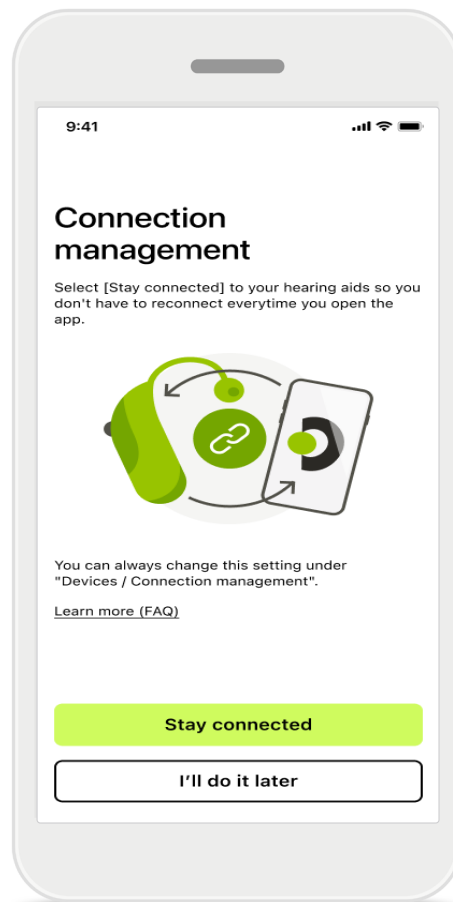 9:41
Connection
management
Select [Stay connected] to your hearing aids so you
don't have to reconnect everytime you open the
app.
You can always change this setting under
"Devices / Connection management".
Learn more (FAQ)
Stay connected
I'll do it later